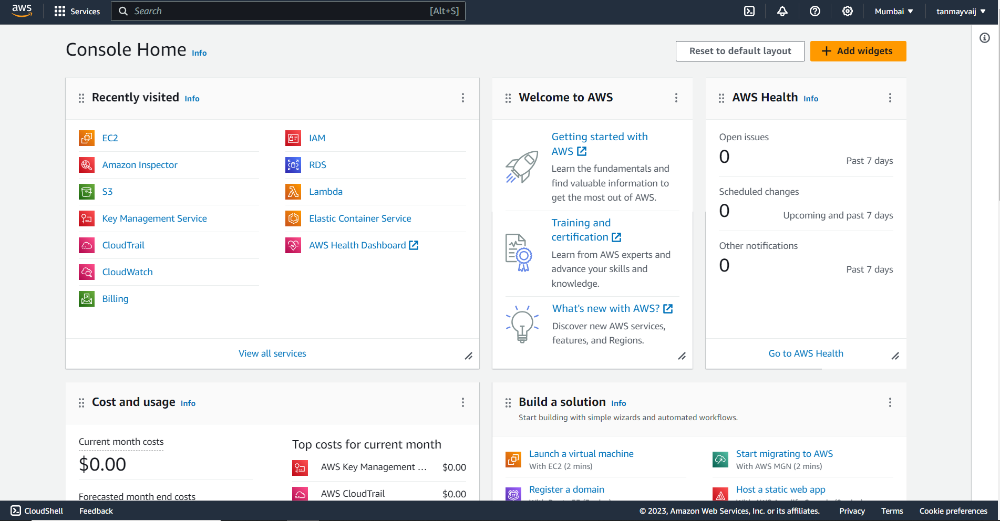 aws
Services
Search
[Alt+S]
Mumbai
tanmayvaij
Console Home Info
Reset to default layout
Add widgets
Recently visited Info
EC2
Amazon Inspector
S3
Key Management Service
CloudTrail
CloudWatch
Billing
IAM
RDS
Lambda
Elastic Container Service
AWS Health Dashboard
View all services
Welcome to AWS
Getting started with
AWS
Learn the fundamentals and
find valuable information to
get the most out of AWS.
Training and
certification
Learn from AWS experts and
advance your skills and
knowledge.
What's new with AWS?
Discover new AWS services,
features, and Regions.
AWS Health Info
Open issues
0
Past 7 days
Scheduled changes
0
Upcoming and past 7 days
Other notifications
0
Past 7 days
Go to AWS Health
Cost and usage Info
Current month costs
$0.00
Forecasted month end costs
Top costs for current month
AWS Key Management ... $0.00
AWS CloudTrail $0.00
Build a solution Info
Start building with simple wizards and automated workflows.
Launch a virtual machine
With EC2 (2 mins)
Start migrating to AWS
With AWS MGN (2 mins)
Register a domain
Host a static web app
CloudShell
Feedback
© 2023, Amazon Web Services, Inc. or its affiliates.
Privacy
Terms
Cookie preferences